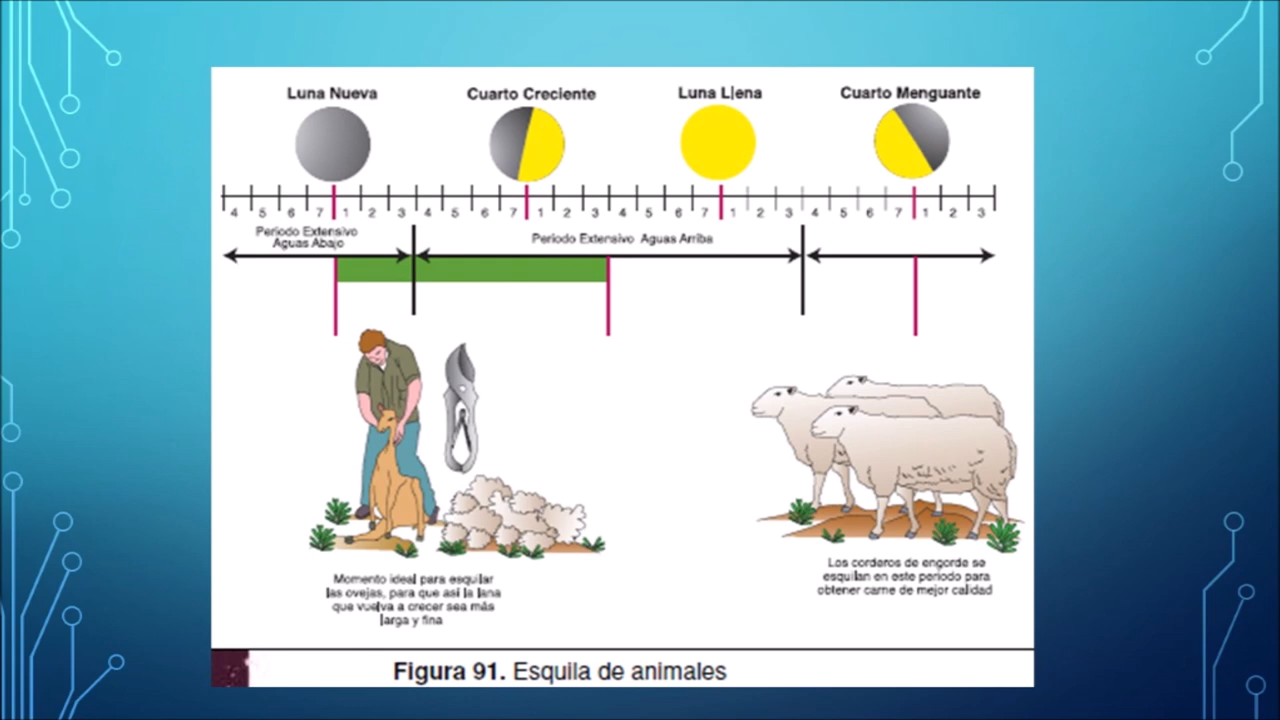 Luna Nueva
Cuarto Creciente
Luna Llena
Cuarto Menguante
4 5 6 7 1 2 3 4 5 6 7 1 2 3 4 5 6 7 1 2 3 4 5 6 7 1 2 3
Periodo Extensivo
Aguas Abajo
Periodo Extensivo Aguas Arriba
Momento ideal para esquilar
las ovejas, para que así la lana
que vuelva a crecer sea más
larga y fina
Los corderos de engorde se
esquilan en este periodo para
obtener carne de mejor calidad
Figura 91. Esquila de animales